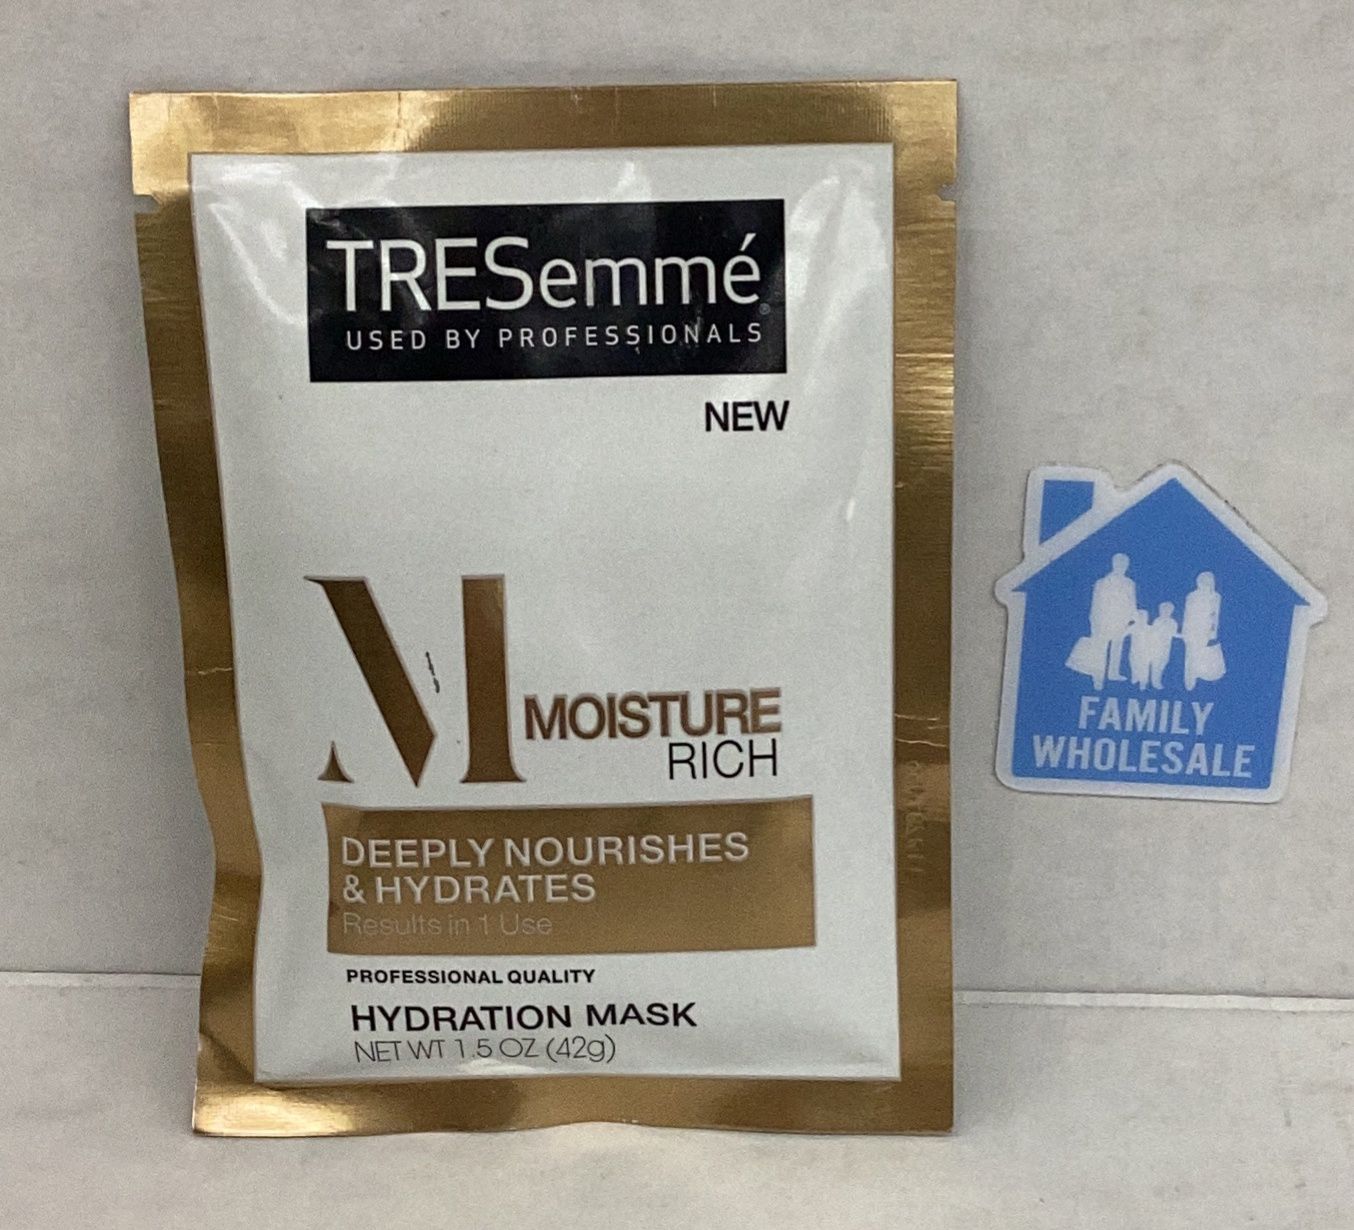 TRESemmé®
USED BY PROFESSIONALS
NEW
M
MOISTURE
RICH
DEEPLY NOURISHES
& HYDRATES
Results in 1 Use
PROFESSIONAL QUALITY
HYDRATION MASK
NET WT 1.5 OZ (42g)
FAMILY
WHOLESALE